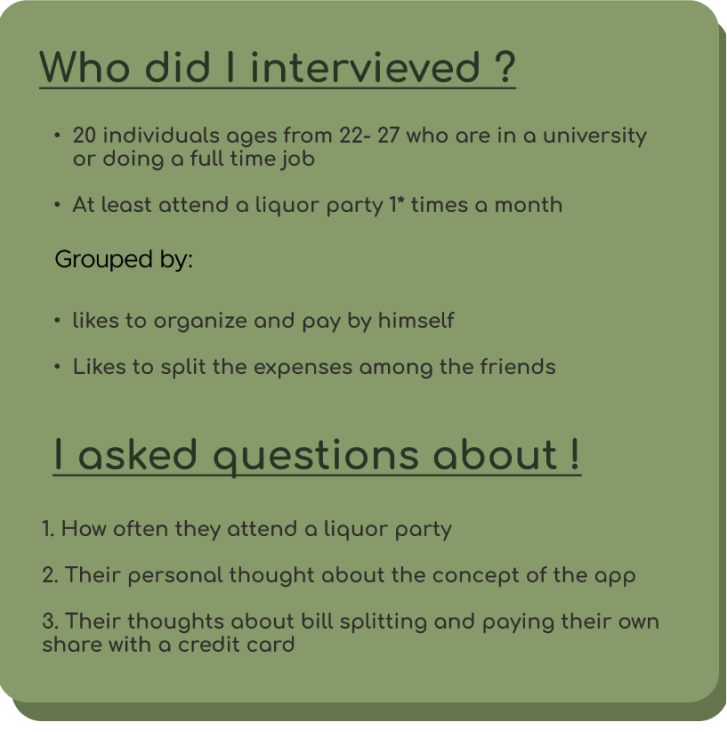 Who did I intervieved ?
• 20 individuals ages from 22- 27 who are in a university
or doing a full time job
• At least attend a liquor party 1* times a month
Grouped by:
• likes to organize and pay by himself
• Likes to split the expenses among the friends
I asked questions about !
1. How often they attend a liquor party
2. Their personal thought about the concept of the app
3. Their thoughts about bill splitting and paying their own
share with a credit card